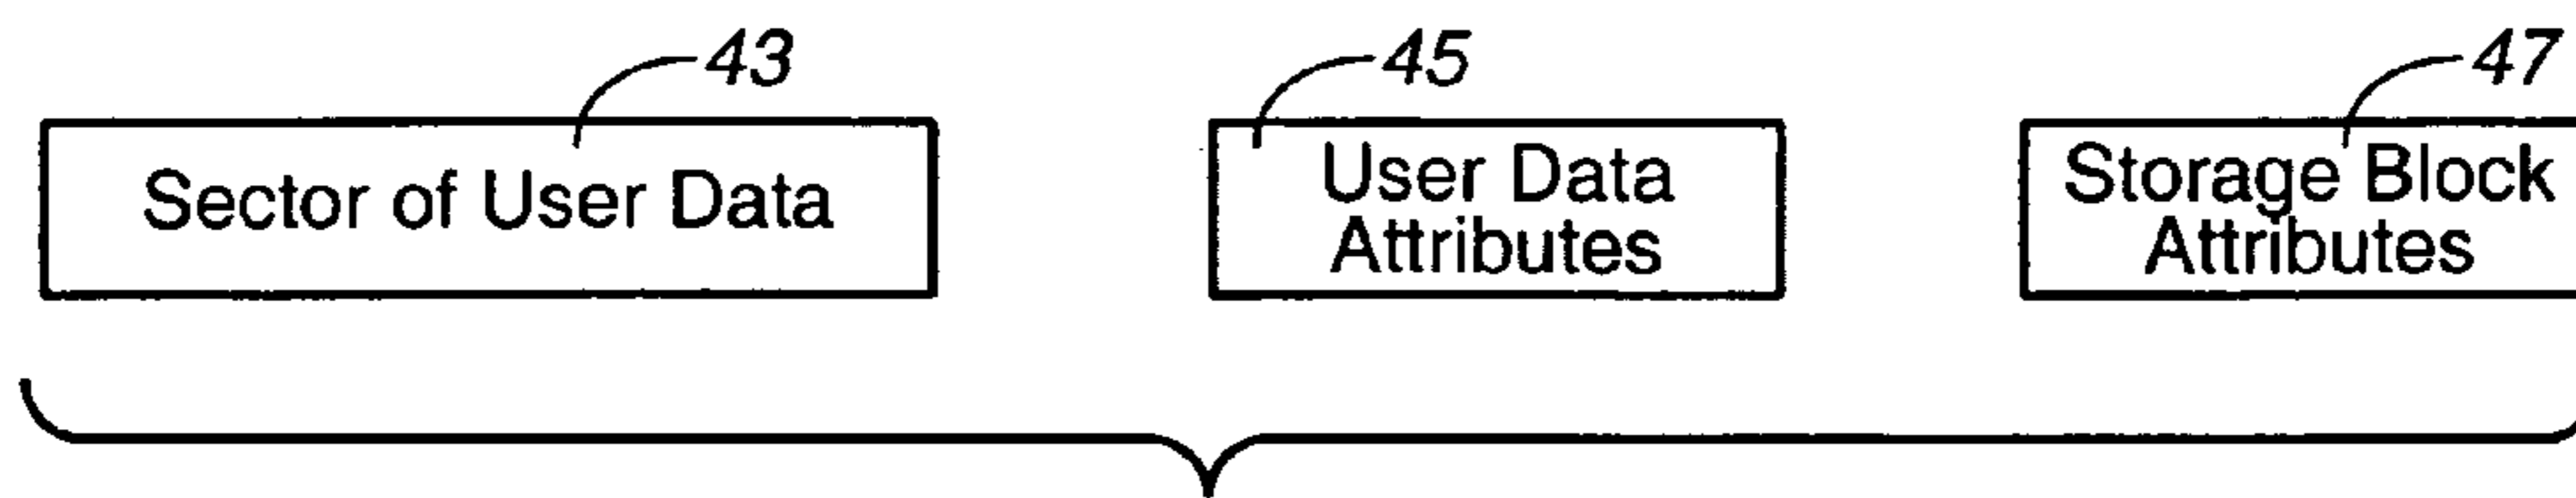 43
45
47
Sector of User Data
User Data
Attributes
Storage Block
Attributes